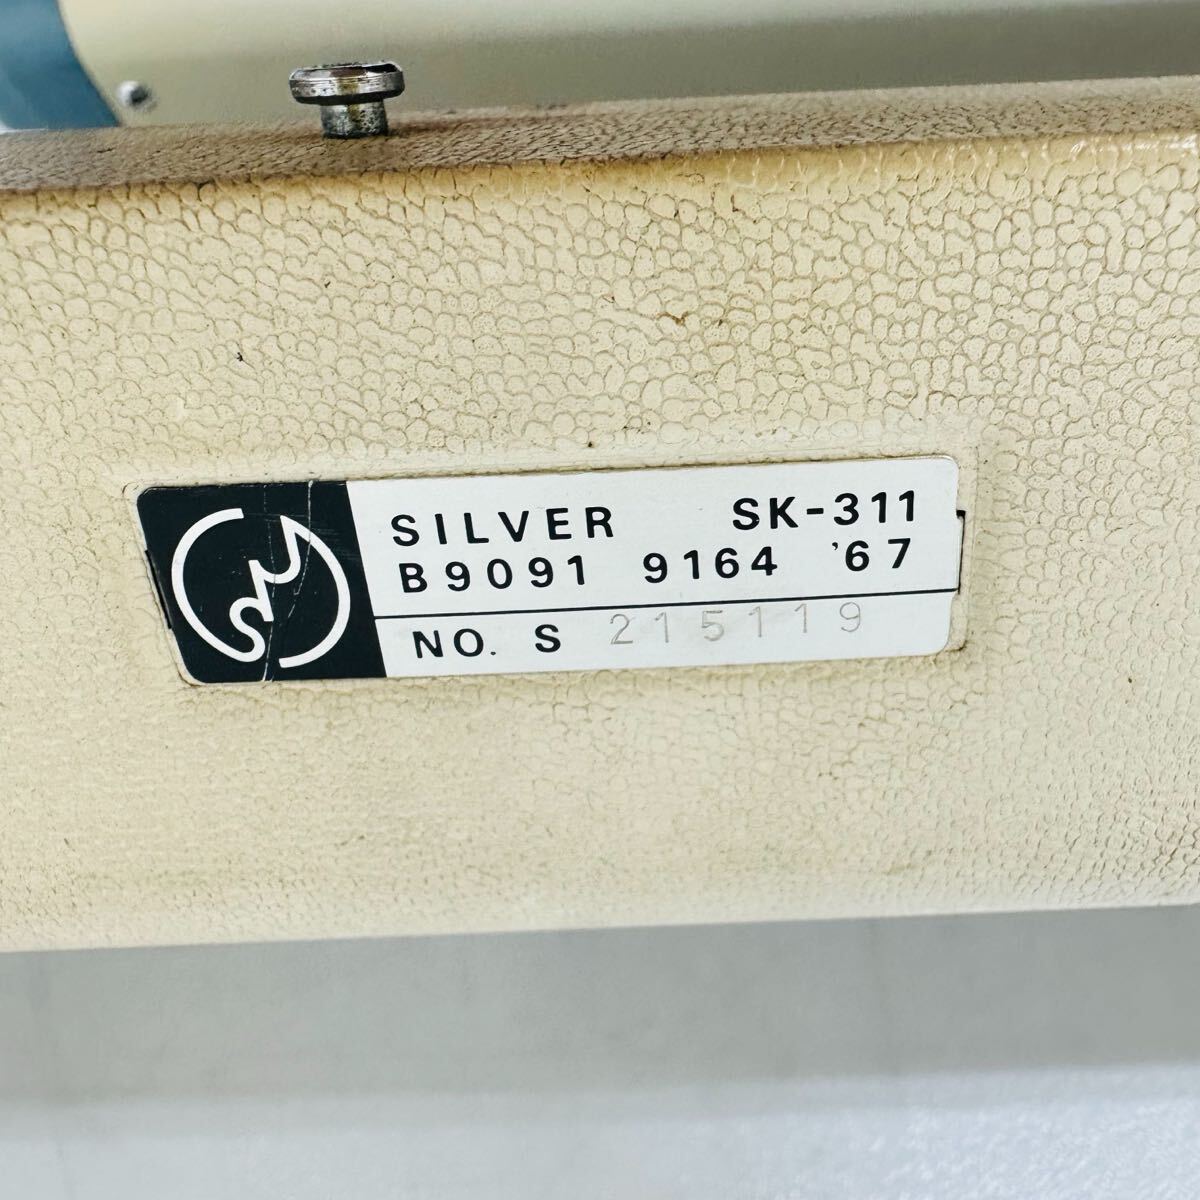 SILVER SK-311
B9091 9164 '67
NO. S 215119